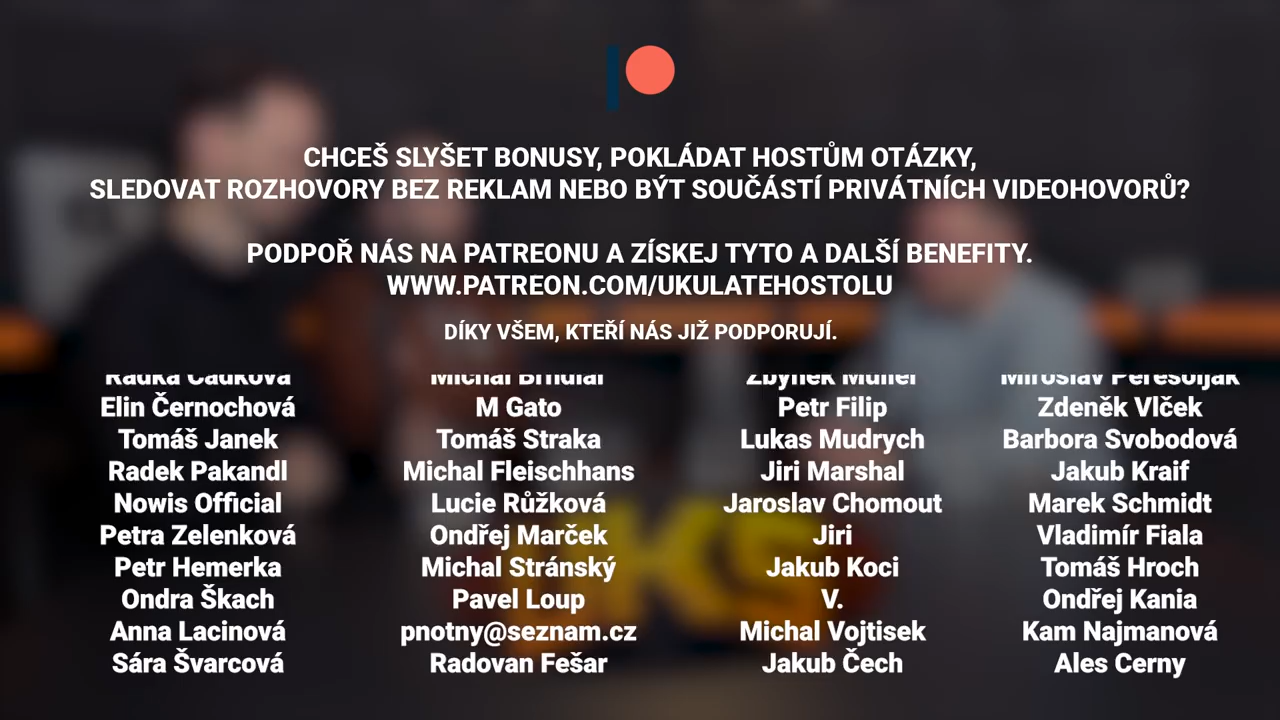 CHCEŠ SLYŠET BONUSY, POKLÁDAT HOSTŮM OTÁZKY,
SLEDOVAT ROZHOVORY BEZ REKLAM NEBO BÝT SOUČÁSTÍ PRIVÁTNÍCH VIDEOHOVORŮ?
PODPOŘ NÁS NA PATREONU A ZÍSKEJ TYTO A DALŠÍ BENEFITY.
WWW.PATREON.COM/UKULATEHOSTOLU
DÍKY VŠEM, KTEŘÍ NÁS JIŽ PODPORUJÍ.
Elin Černochová M Gato Petr Filip Zdeněk Vlček
Tomáš Janek Tomáš Straka Lukas Mudrych Barbora Svobodová
Radek Pakandl Michal Fleischhans Jiri Marshal Jakub Kraif
Nowis Official Lucie Růžková Jaroslav Chomout Marek Schmidt
Petra Zelenková Ondřej Marček Jiri Vladimír Fiala
Petr Hemerka Michal Stránský Jakub Koci Tomáš Hroch
Ondra Škach Pavel Loup V. Ondřej Kania
Anna Lacinová pnotny@seznam.cz Michal Vojtisek Kam Najmanová
Sára Švarcová Radovan Fešar Jakub Čech Ales Cerny